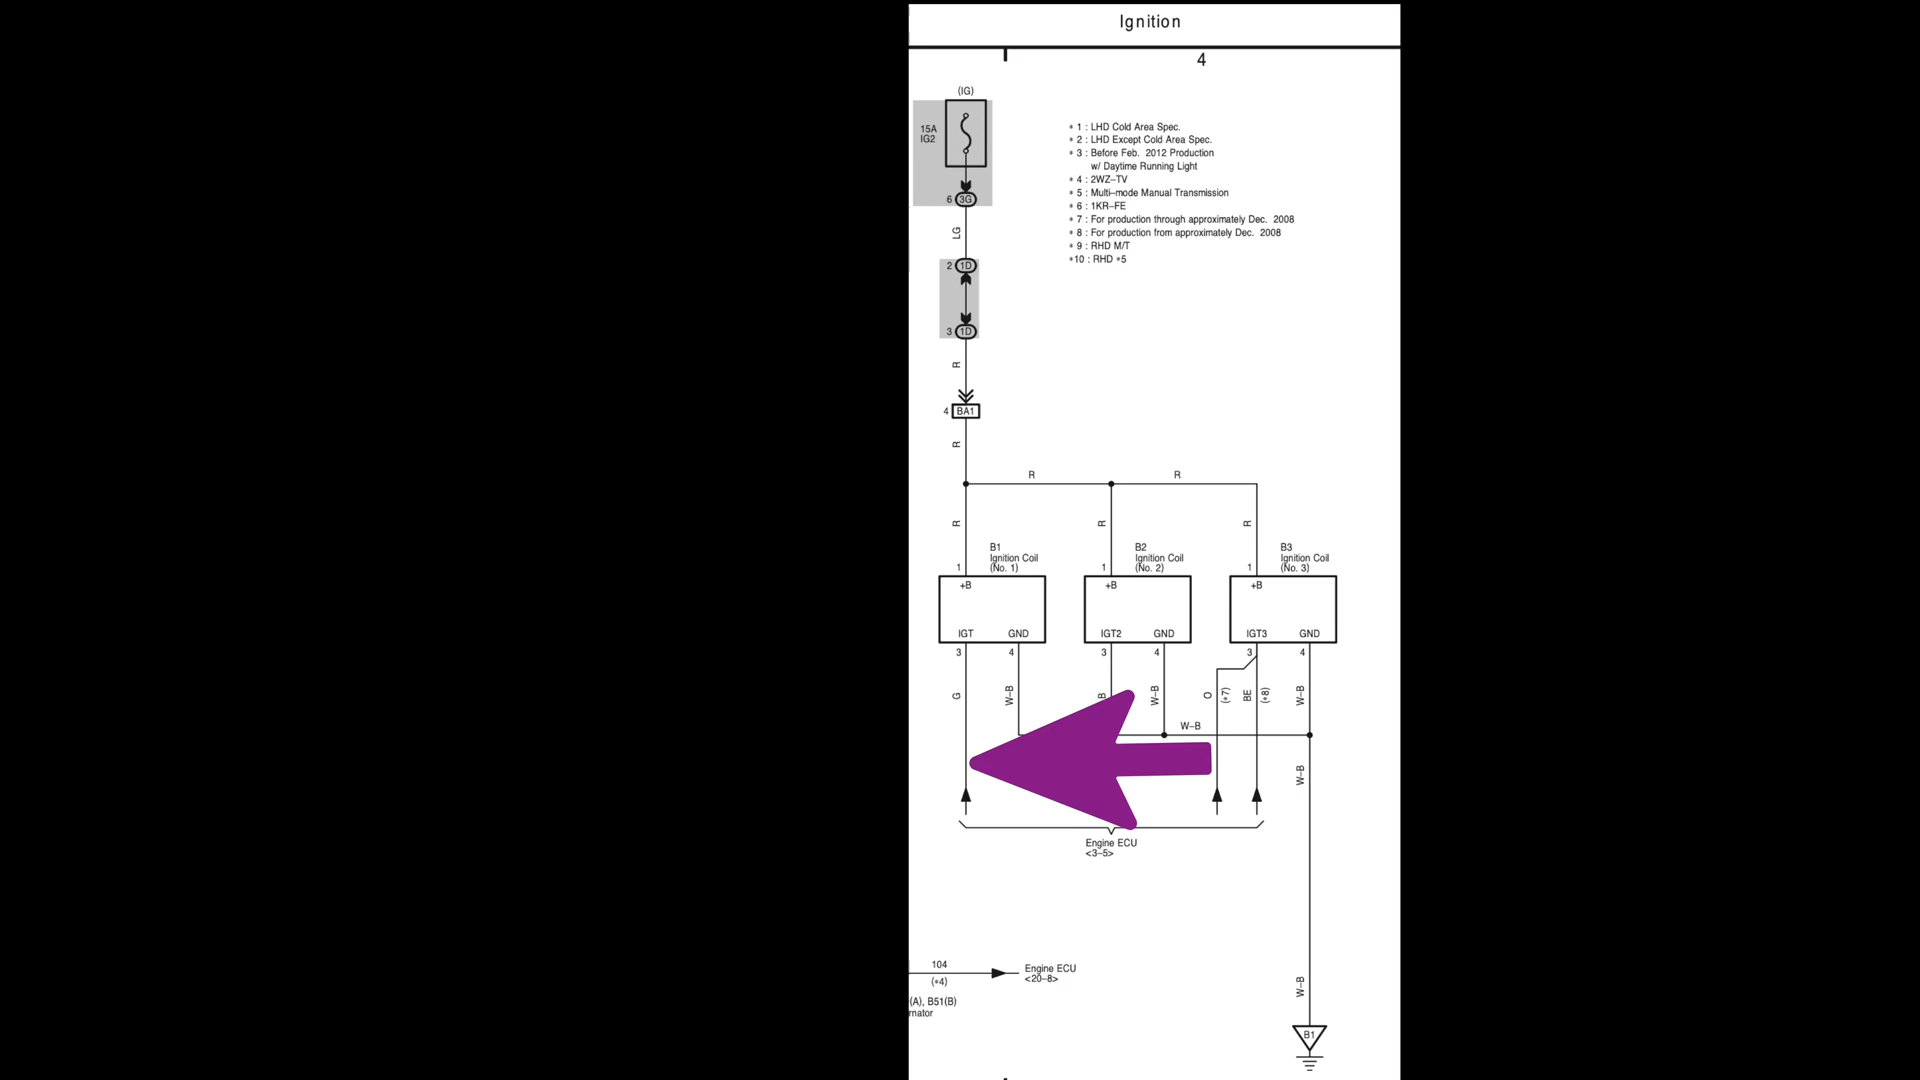 Ignition
4
(IG)
15A
IG2
6 3G
LG
2 1D
3 1D
R
4 BA1
R
* 1 : LHD Cold Area Spec.
* 2 : LHD Except Cold Area Spec.
* 3 : Before Feb. 2012 Production
w/ Daytime Running Light
* 4 : 2WZ–TV
* 5 : Multi–mode Manual Transmission
* 6 : 1KR–FE
* 7 : For production through approximately Dec. 2008
* 8 : For production from approximately Dec. 2008
* 9 : RHD M/T
*10 : RHD *5
R R
R R R
B1
Ignition Coil
(No. 1)
1
+B
IGT GND
3 4
B2
Ignition Coil
(No. 2)
1
+B
IGT2 GND
3 4
B3
Ignition Coil
(No. 3)
1
+B
IGT3 GND
3 4
G W–B B W–B O (*7) BE (*8) W–B
W–B
W–B
Engine ECU
<3–5>
104
(*4)
Engine ECU
<20–8>
(A), B51(B)
rnator
W–B
B1